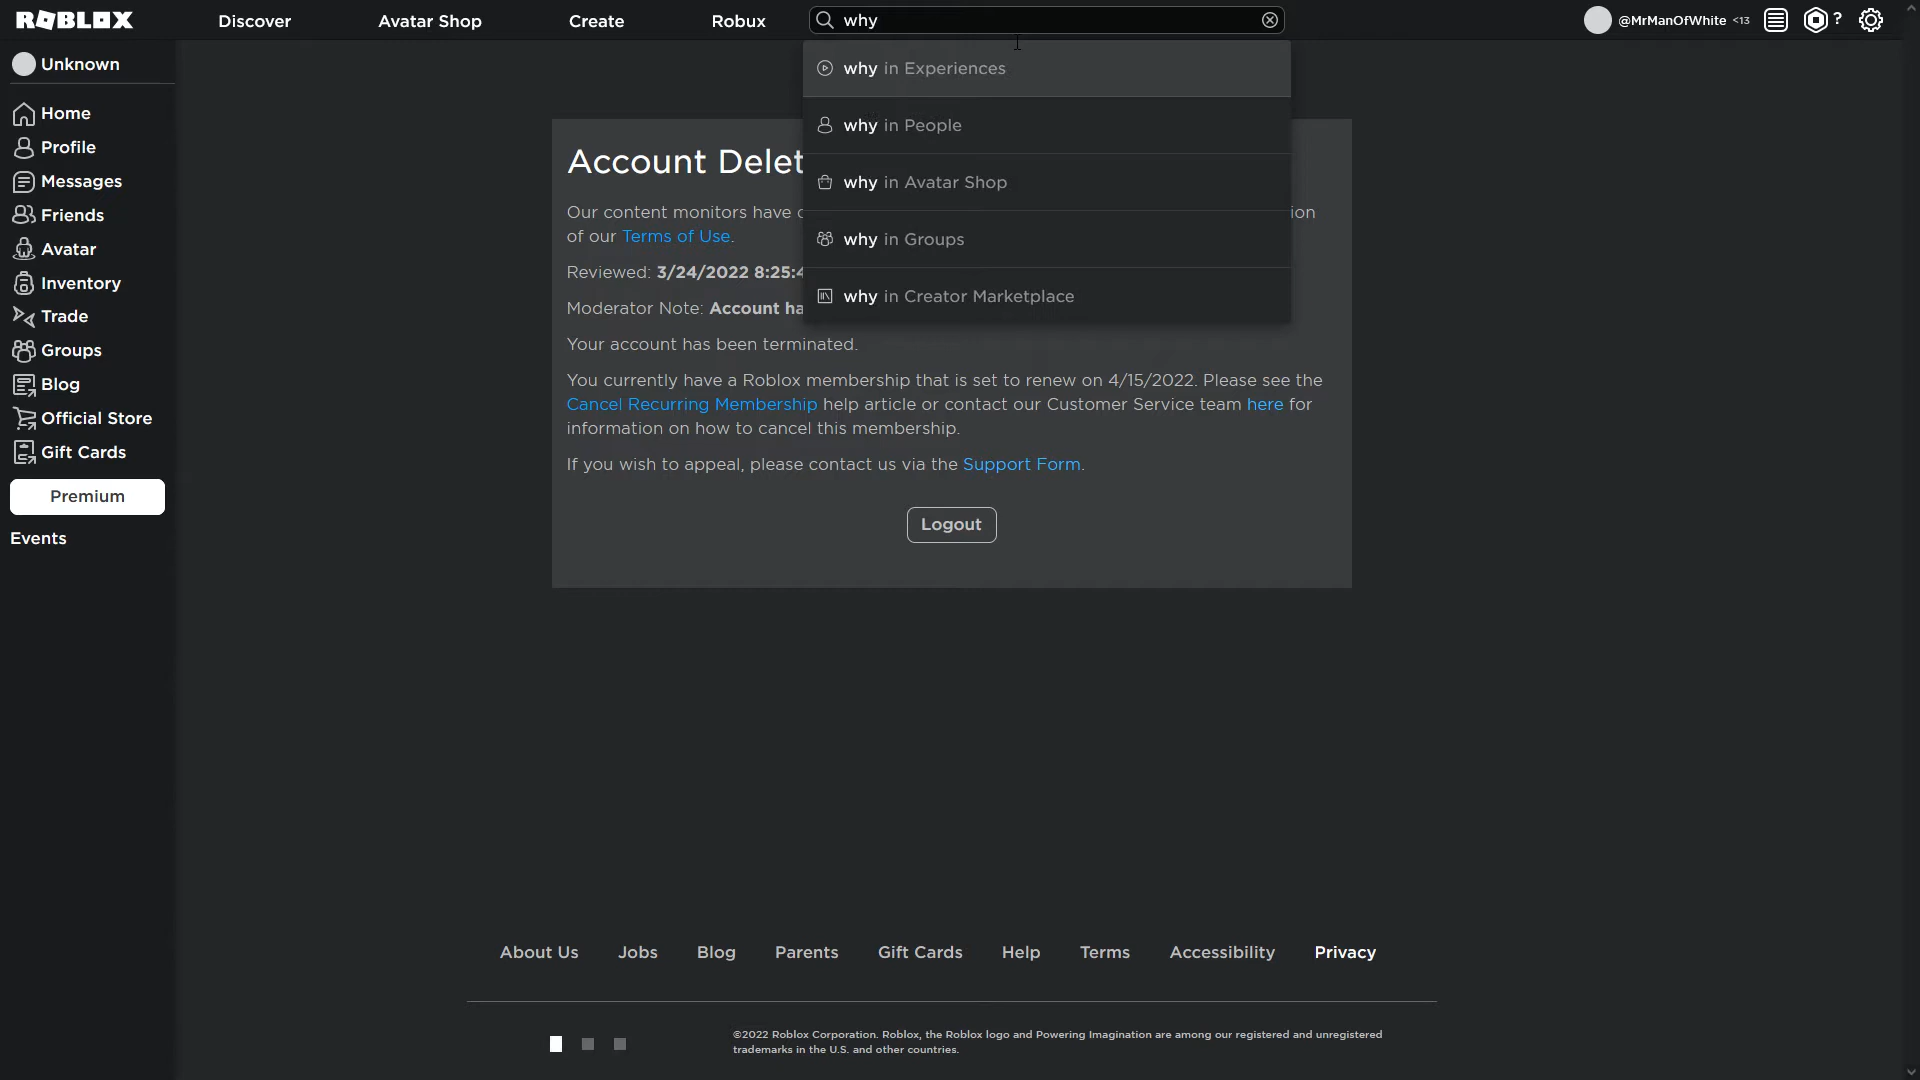 ROBLOX Discover Avatar Shop Create Robux why @MrManOfWhite <13 ?
Unknown
Home
Profile
Messages
Friends
Avatar
Inventory
Trade
Groups
Blog
Official Store
Gift Cards
Premium
Events
why in Experiences
why in People
why in Avatar Shop
why in Groups
why in Creator Marketplace
Account Delet
Our content monitors have ion
of our Terms of Use.
Reviewed: 3/24/2022 8:25:4
Moderator Note: Account ha
Your account has been terminated.
You currently have a Roblox membership that is set to renew on 4/15/2022. Please see the
Cancel Recurring Membership help article or contact our Customer Service team here for
information on how to cancel this membership.
If you wish to appeal, please contact us via the Support Form.
Logout
About Us Jobs Blog Parents Gift Cards Help Terms Accessibility Privacy
©2022 Roblox Corporation. Roblox, the Roblox logo and Powering Imagination are among our registered and unregistered
trademarks in the U.S. and other countries.